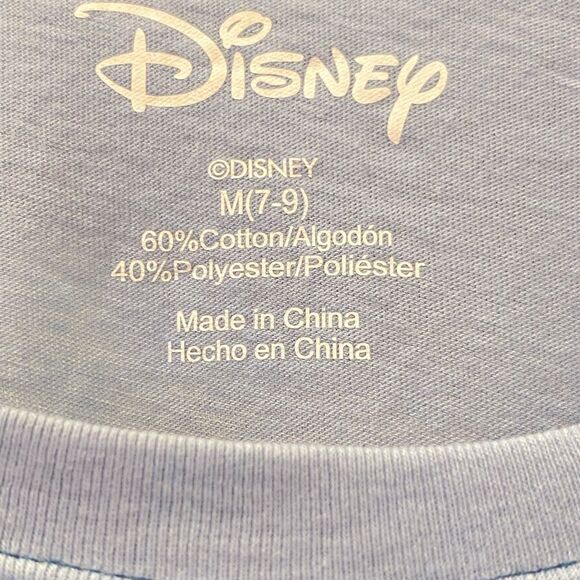 Disney
©DISNEY
M(7-9)
60%Cotton/Algodón
40%Polyester/Poliéster
Made in China
Hecho en China